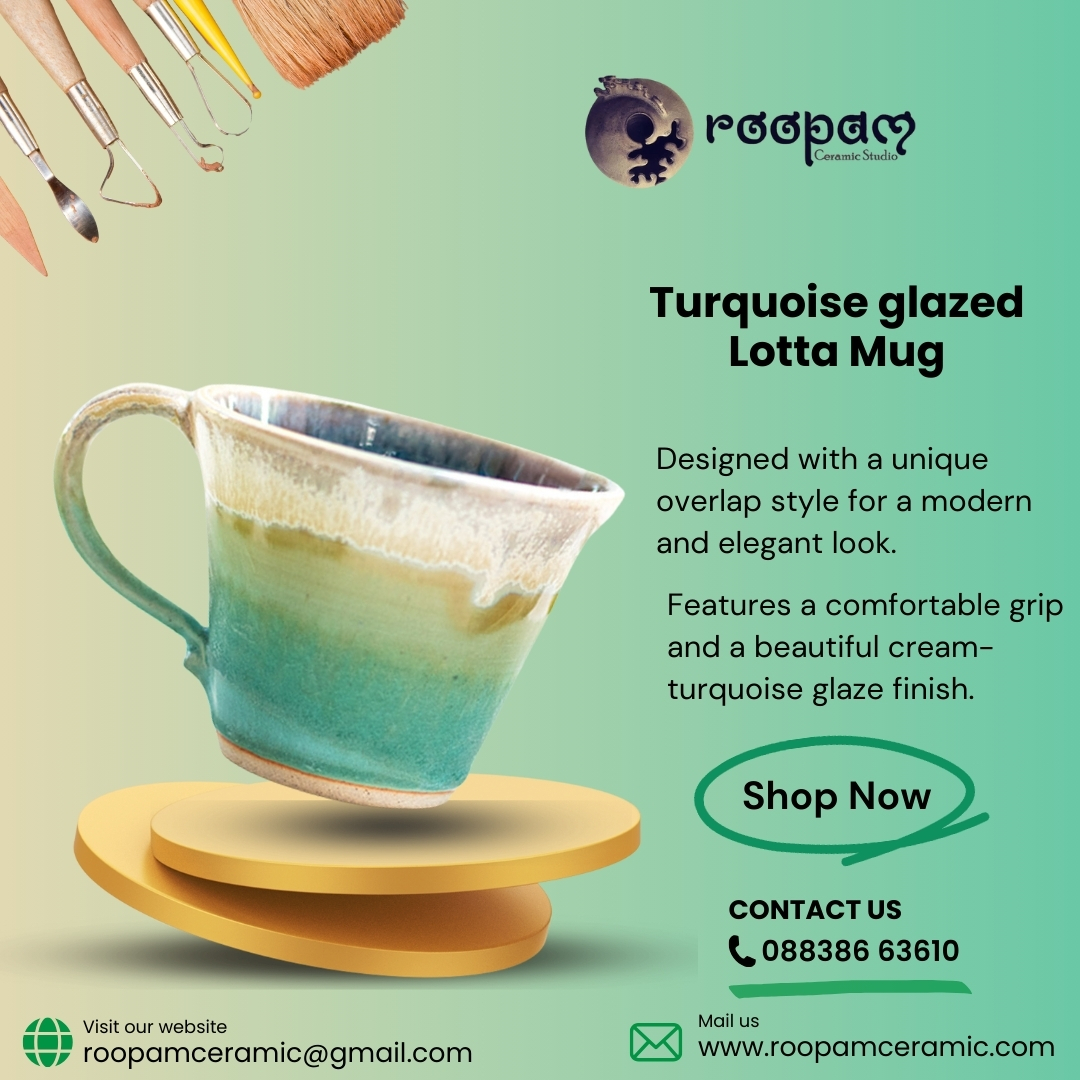 roopam
Ceramic Studio
Turquoise glazed
Lotta Mug
Designed with a unique
overlap style for a modern
and elegant look.
Features a comfortable grip
and a beautiful cream-
turquoise glaze finish.
Shop Now
CONTACT US
088386 63610
Visit our website
roopamceramic@gmail.com
Mail us
www.roopamceramic.com